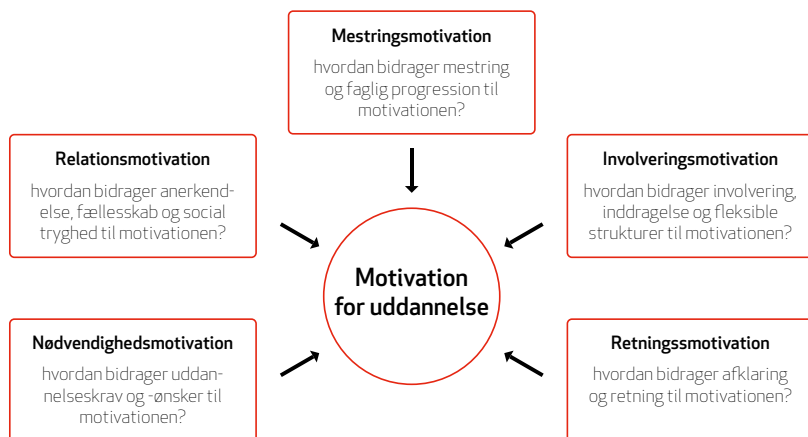 Mestringsmotivation
hvordan bidrager mestring
og faglig progression til
motivationen?
Relationsmotivation
hvordan bidrager anerkend-
else, fællesskab og social
tryghed til motivationen?
Involveringsmotivation
hvordan bidrager involvering,
inddragelse og fleksible
strukturer til motivationen?
Motivation
for uddannelse
Nødvendighedsmotivation
hvordan bidrager uddan-
nelseskrav og -ønsker til
motivationen?
Retningssmotivation
hvordan bidrager afklaring
og retning til motivationen?